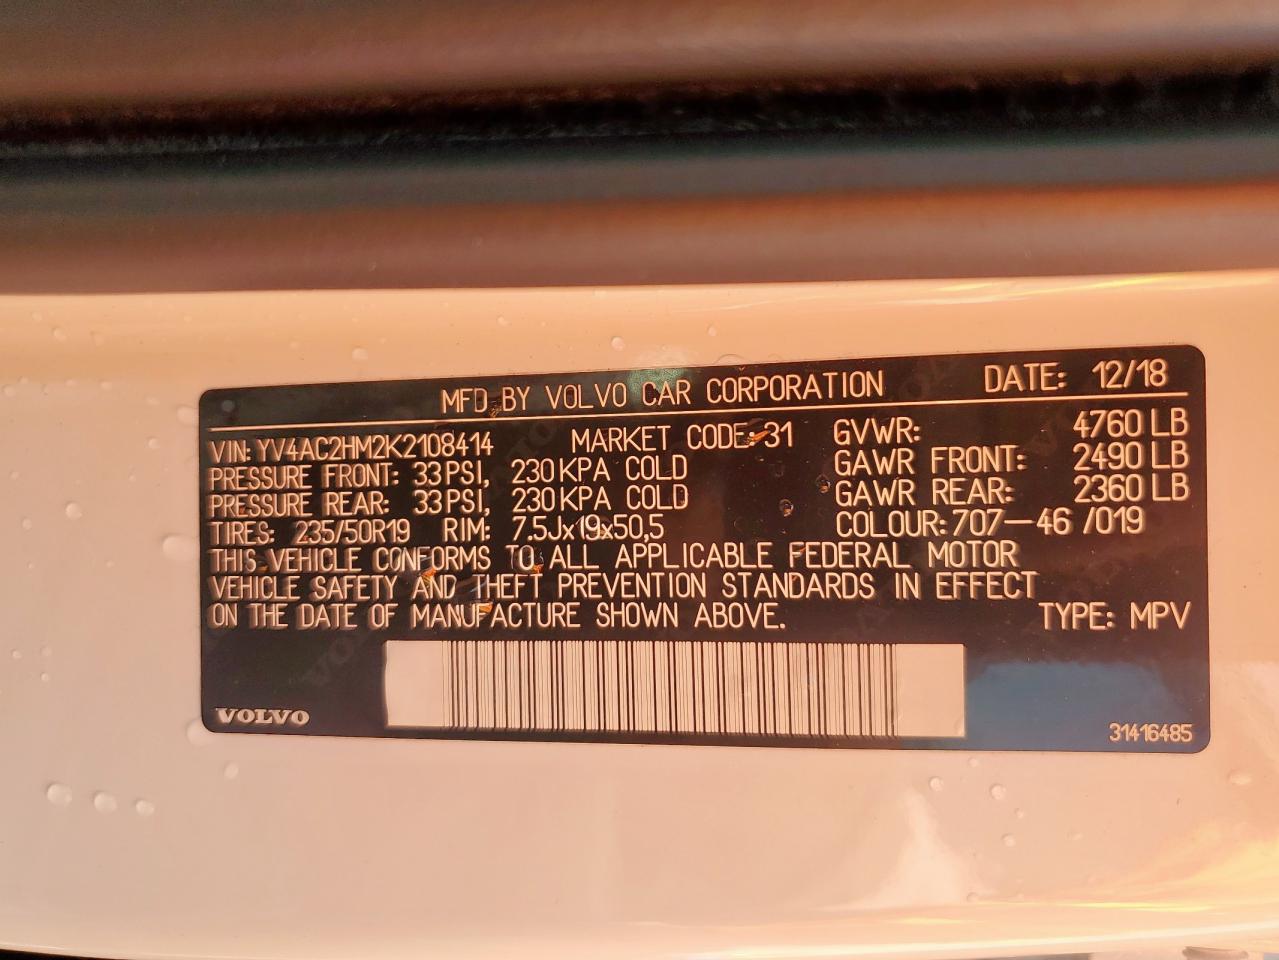 MFD BY VOLVO CAR CORPORATION DATE: 12/18
VIN: YV4AC2HM2K2108414 MARKET CODE: 31 GVWR: 4760 LB
PRESSURE FRONT: 33 PSI, 230 KPA COLD GAWR FRONT: 2490 LB
PRESSURE REAR: 33 PSI, 230 KPA COLD GAWR REAR: 2360 LB
TIRES: 235/50R19 RIM: 7.5Jx19x50,5 COLOUR: 707-46 /019
THIS VEHICLE CONFORMS TO ALL APPLICABLE FEDERAL MOTOR
VEHICLE SAFETY AND THEFT PREVENTION STANDARDS IN EFFECT
ON THE DATE OF MANUFACTURE SHOWN ABOVE. TYPE: MPV
VOLVO 31416485